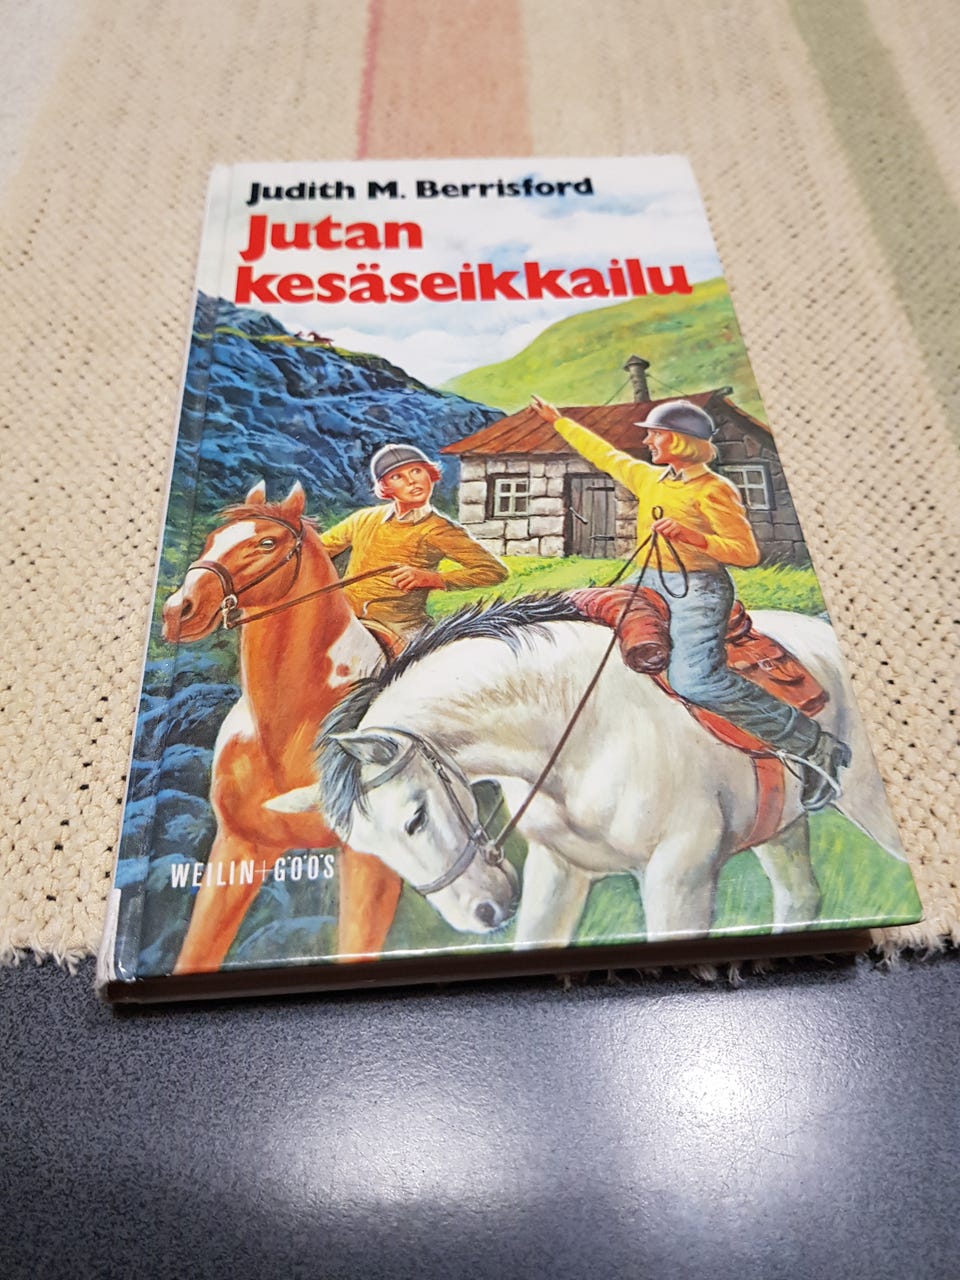 Judith M. Berrisford
Jutan
kesäseikkailu
WEILIN+GÖÖS